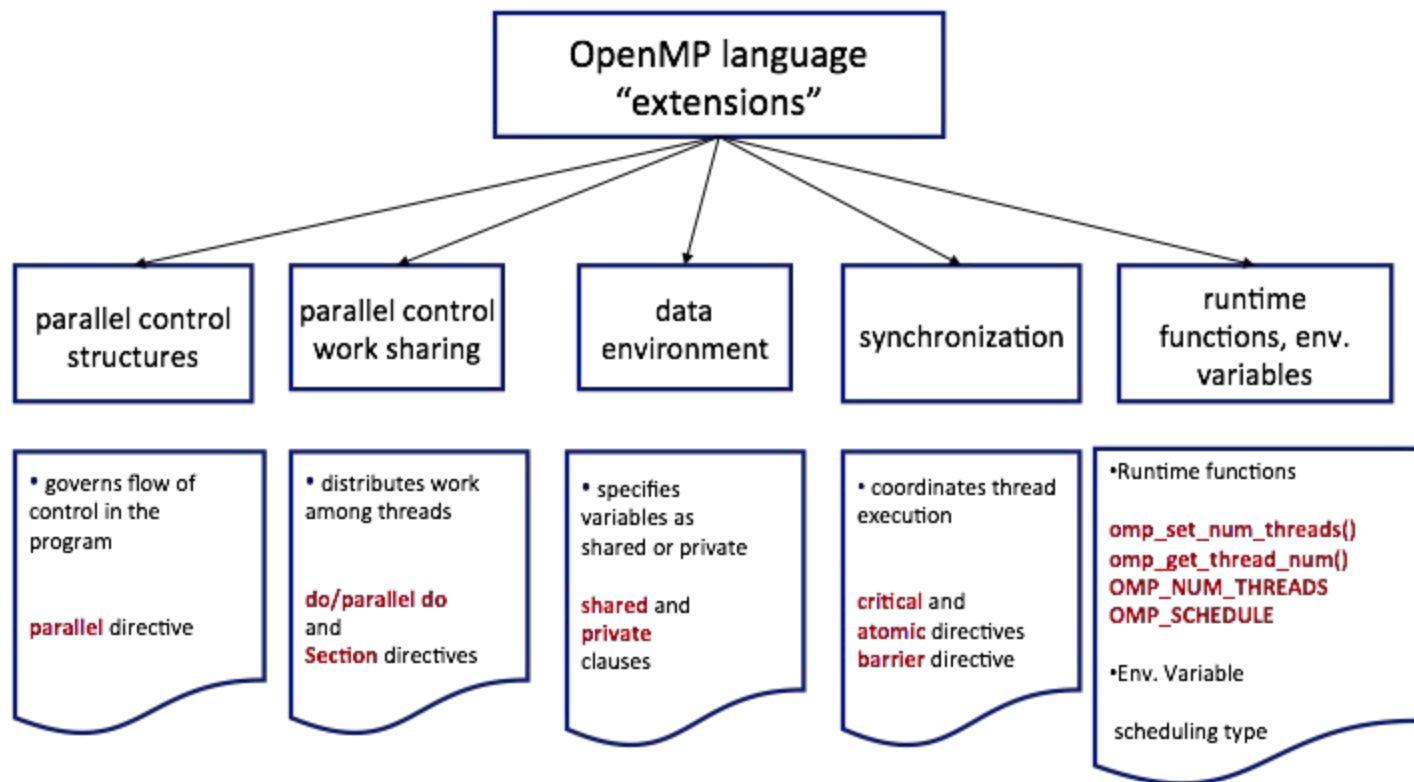 OpenMP language
“extensions”
parallel control
structures
parallel control
work sharing
data
environment
synchronization
runtime
functions, env.
variables
• governs flow of
control in the
program
parallel directive
• distributes work
among threads
do/parallel do
and
Section directives
• specifies
variables as
shared or private
shared and
private
clauses
• coordinates thread
execution
critical and
atomic directives
barrier directive
•Runtime functions
omp_set_num_threads()
omp_get_thread_num()
OMP_NUM_THREADS
OMP_SCHEDULE
•Env. Variable
scheduling type